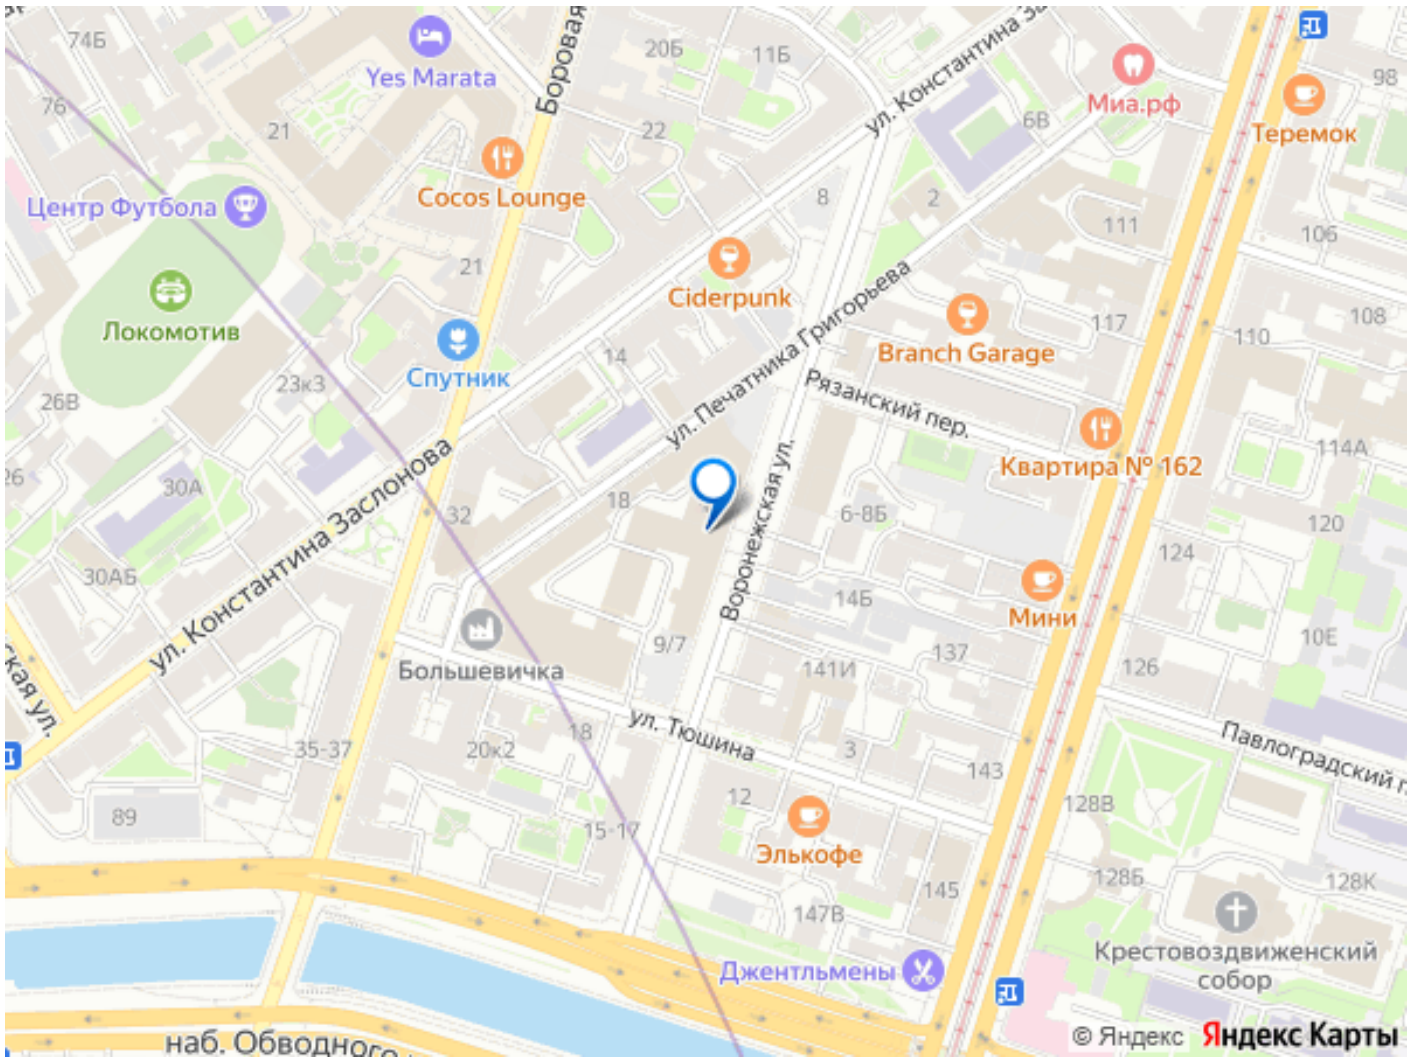 74Б
Yes Marata
Боровая
20Б
11Б
ул. Константина За
98
76
21
22
6В
Миа.рф
Теремок
Cocos Lounge
Центр Футбола
8
2
111
106
21
Ciderpunk
ул. Печатника Григорьева
Локомотив
Branch Garage
117
108
110
Спутник
14
23к3
26В
Рязанский пер.
Квартира № 162
114А
ул. Константина Заслонова
26
30А
32
18
6-8Б
120
Воронежская ул.
124
30АБ
14Б
Мини
10Е
ская ул.
Большевичка
9/7
141И
137
126
ул. Тюшина
18
Павлоградский п
35-37
20к2
3
143
12
128В
89
15-17
Элькофе
145
128Б
128К
147В
Крестовоздвиженский
собор
Джентльмены
наб. Обводного
© Яндекс Яндекс Карты